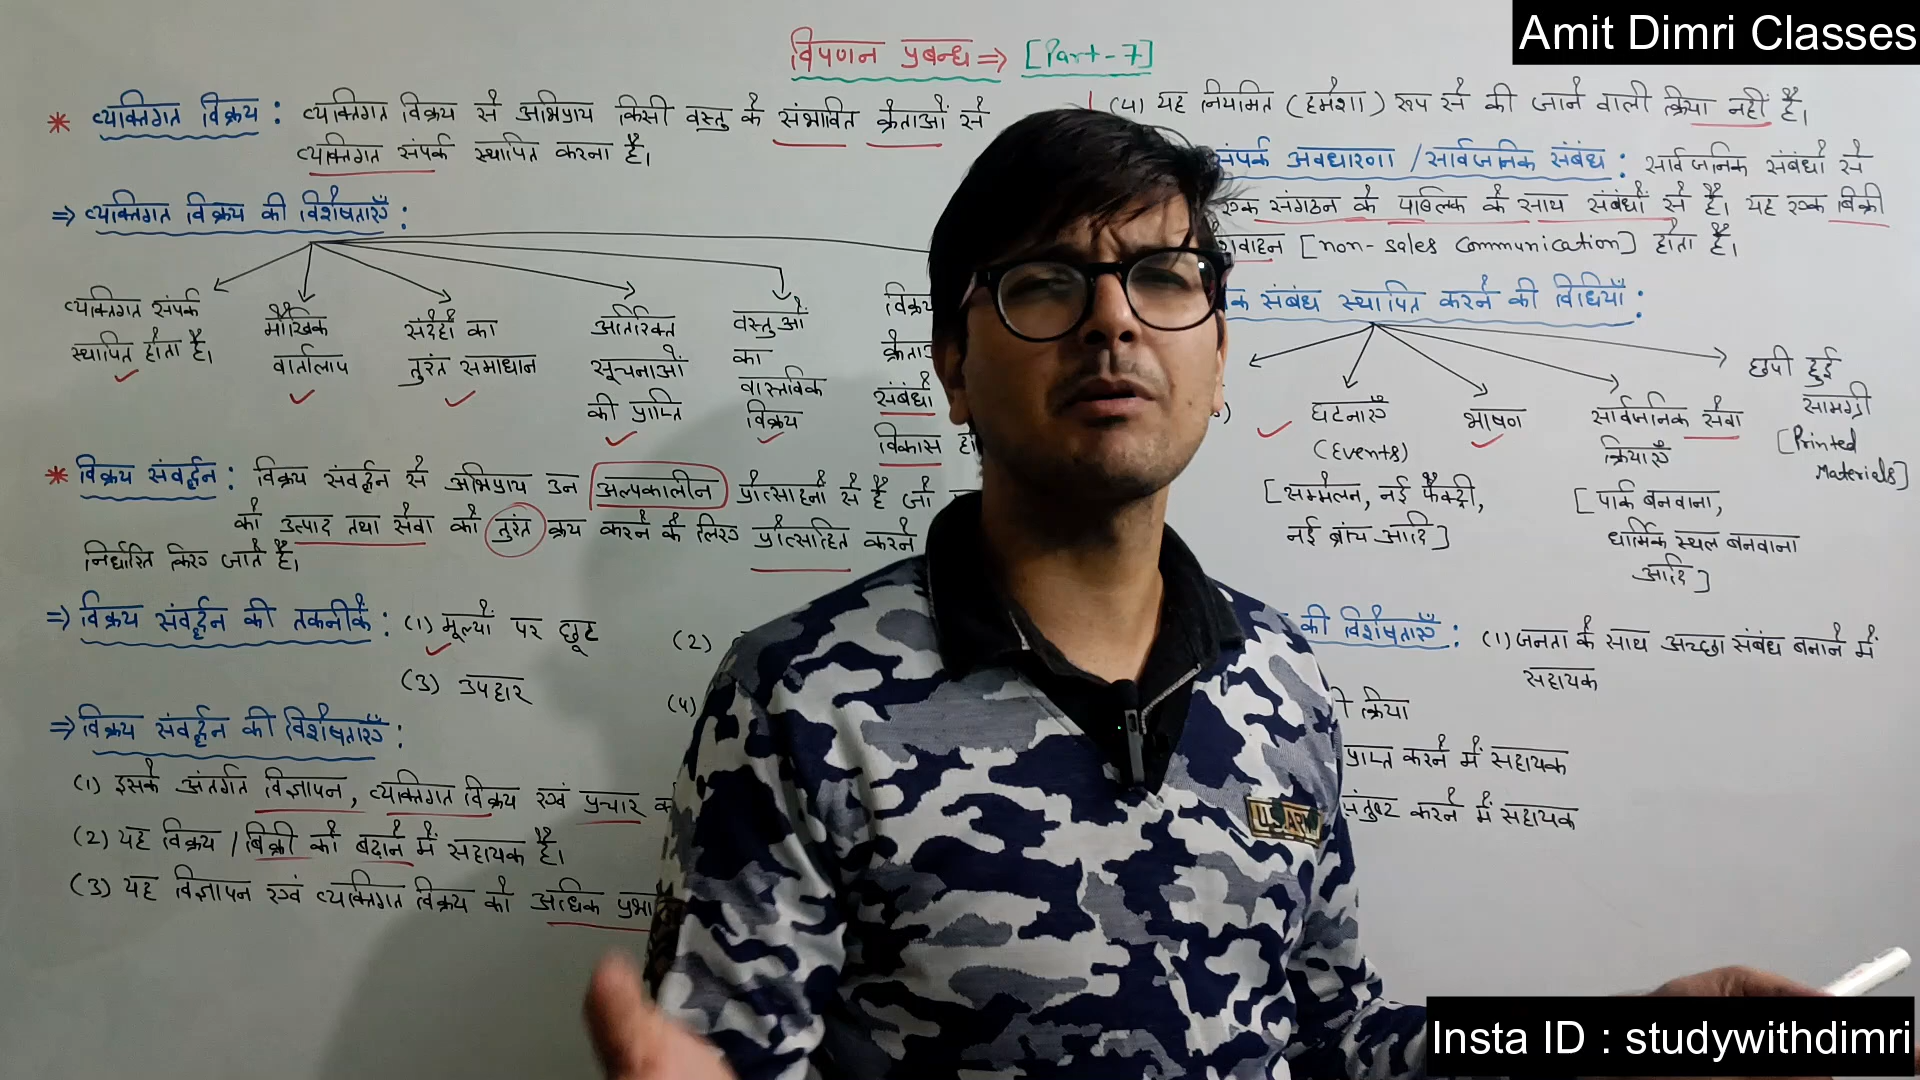 Amit Dimri Classes
विपणन प्रबन्ध ⇒ [Part-7]
* व्यक्तिगत विक्रय : व्यक्तिगत विक्रय से अभिप्राय किसी वस्तु के संभावित क्रेताओं से
व्यक्तिगत संपर्क स्थापित करना है।
⇒ व्यक्तिगत विक्रय की विशेषताएँ :
व्यक्तिगत संपर्क
स्थापित होता है।
मौखिक
वार्तालाप
संदेहों का
तुरंत समाधान
अतिरिक्त
सूचनाओं
की प्राप्ति
वस्तुओं
का
वास्तविक
विक्रय
विक्रय
संबंधों
विकास
* विक्रय संवर्द्धन : विक्रय संवर्द्धन से अभिप्राय उन अल्पकालीन प्रोत्साहनों से है जो
को उत्पाद तथा सेवा को तुरंत क्रय करने के लिए प्रोत्साहित करने
निर्धारित किए जाते हैं।
⇒ विक्रय संवर्द्धन की तकनीकें : (1) मूल्यों पर छूट
(2)
(3) उपहार
(4)
⇒ विक्रय संवर्द्धन की विशेषताएँ :
(1) इसके अंतर्गत विज्ञापन, व्यक्तिगत विक्रय एवं प्रचार
(2) यह विक्रय / बिक्री को बढ़ाने में सहायक है।
(3) यह विज्ञापन एवं व्यक्तिगत विक्रय को अधिक
(4) यह नियमित (हमेशा) रूप से की जाने वाली क्रिया नहीं है।
संपर्क अवधारणा / सार्वजनिक संबंध : सार्वजनिक संबंधों से
एक संगठन के पब्लिक के साथ संबंधों से है। यह एक बिक्री
[non-sales communication] होता है।
संबंध स्थापित करने की विधियाँ :
घटनाएँ
(Events)
[सम्मेलन, नई फैक्ट्री,
नई ब्रांच आदि]
भाषण
सार्वजनिक सेवा
क्रियाएँ
[पार्क बनवाना,
धार्मिक स्थल बनवाना
आदि]
छपी हुई
सामग्री
[Printed
Materials]
की विशेषताएँ : (1) जनता के साथ अच्छा संबंध बनाने में
सहायक
क्रिया
प्राप्त करने में सहायक
संतुष्ट करने में सहायक
U.S.ARMY
Insta ID : studywithdimri